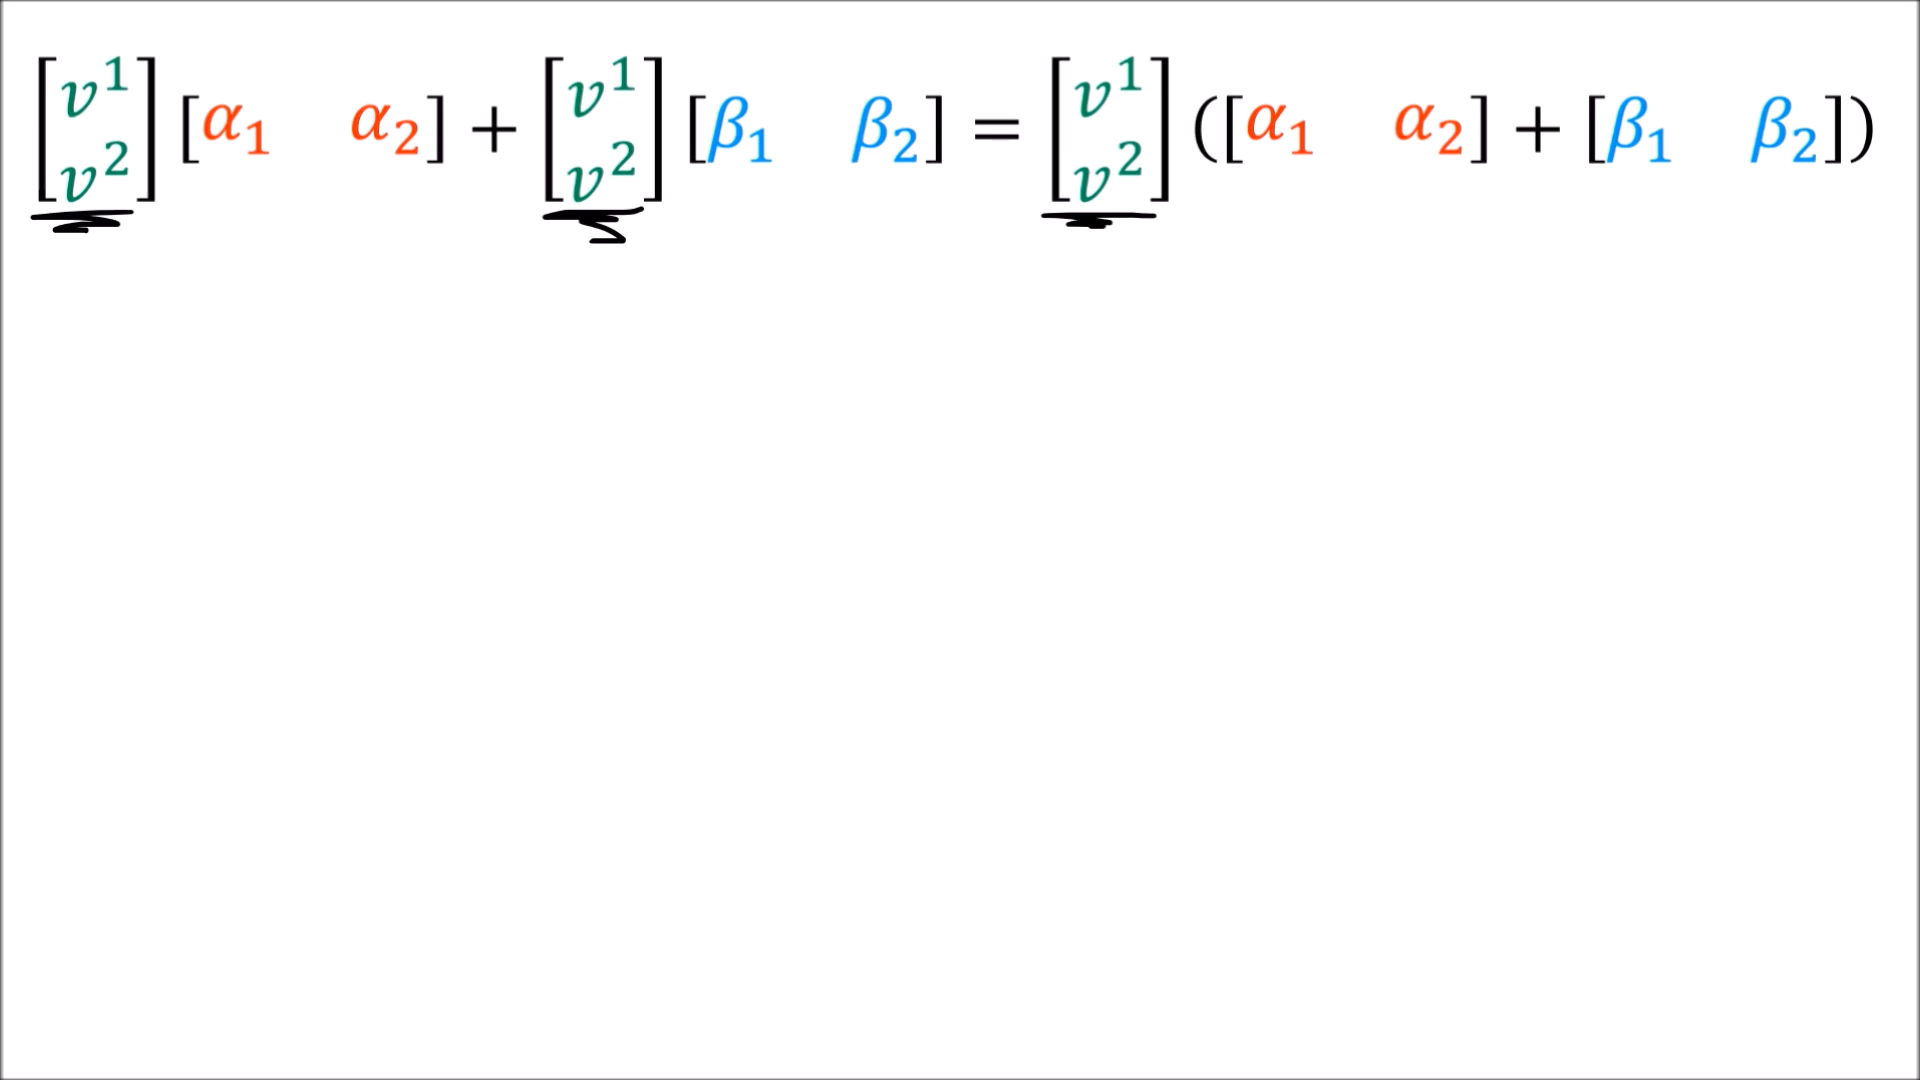 [v¹ v²] [α₁ α₂] + [v¹ v²] [β₁ β₂] = [v¹ v²] ([α₁ α₂] + [β₁ β₂])